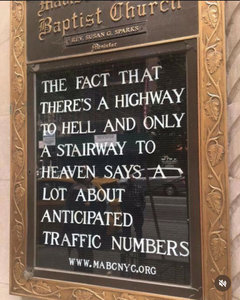 Baptist Church
REV. SUSAN G. SPARKS
Minister
THE FACT THAT
THERE'S A HIGHWAY
TO HELL AND ONLY
A STAIRWAY TO
HEAVEN SAYS A
LOT ABOUT
ANTICIPATED
TRAFFIC NUMBERS
WWW.MABCNYC.ORG